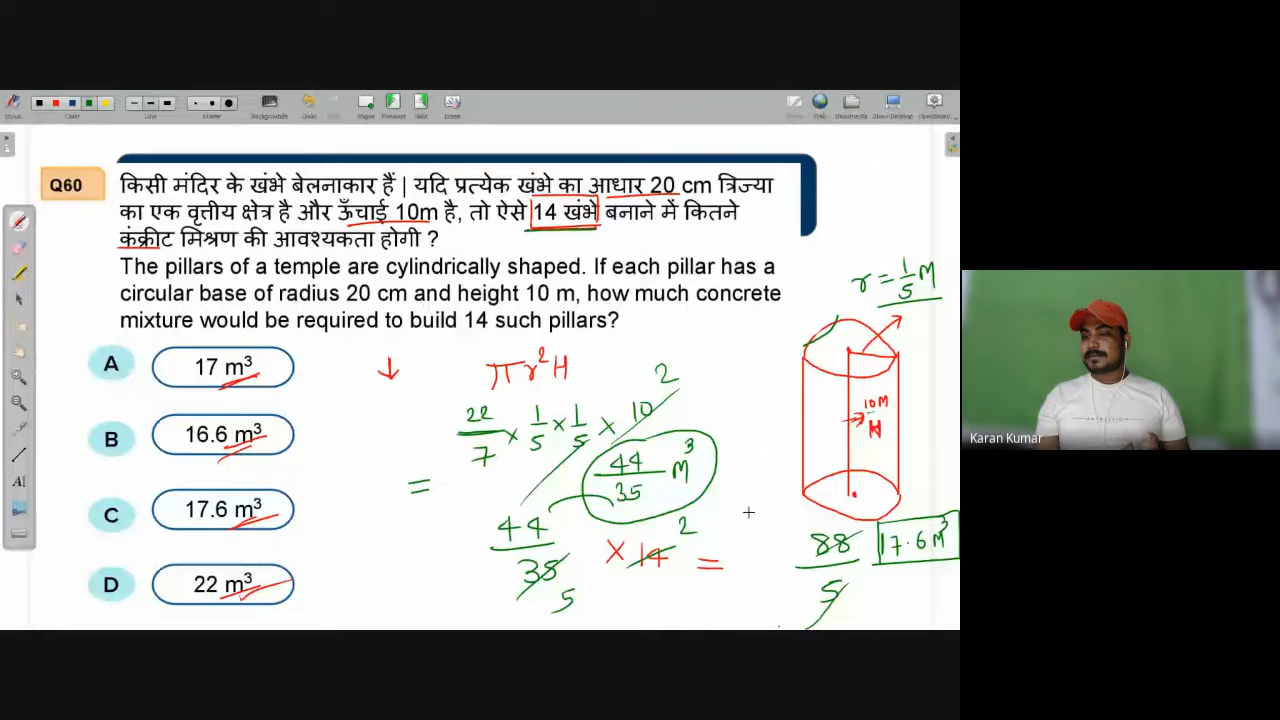 Q60
किसी मंदिर के खंभे बेलनाकार हैं | यदि प्रत्येक खंभे का आधार 20 cm त्रिज्या
का एक वृत्तीय क्षेत्र है और ऊँचाई 10m है, तो ऐसे 14 खंभे बनाने में कितने
कंक्रीट मिश्रण की आवश्यकता होगी ?
The pillars of a temple are cylindrically shaped. If each pillar has a
circular base of radius 20 cm and height 10 m, how much concrete
mixture would be required to build 14 such pillars?
r = 1/5 M
A 17 m³
B 16.6 m³
C 17.6 m³
D 22 m³
πr²H
22/7 × 1/5 × 1/5 × 10 2
= 44/35 M³
44/35 × 14 = 88/5 17.6 M³
5 2
10M
H
Karan Kumar